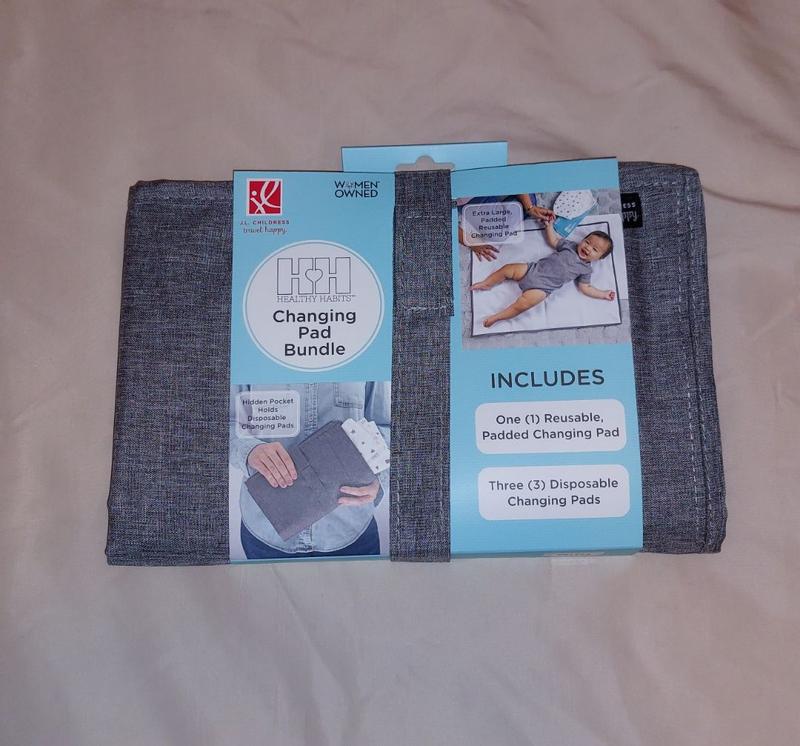 J.L. CHILDRESS
travel happy.
WOMEN
OWNED
HH
HEALTHY HABITS™
Changing
Pad
Bundle
Hidden Pocket
Holds
Disposable
Changing Pads
Extra Large,
Padded
Reusable
Changing Pad
INCLUDES
One (1) Reusable,
Padded Changing Pad
Three (3) Disposable
Changing Pads